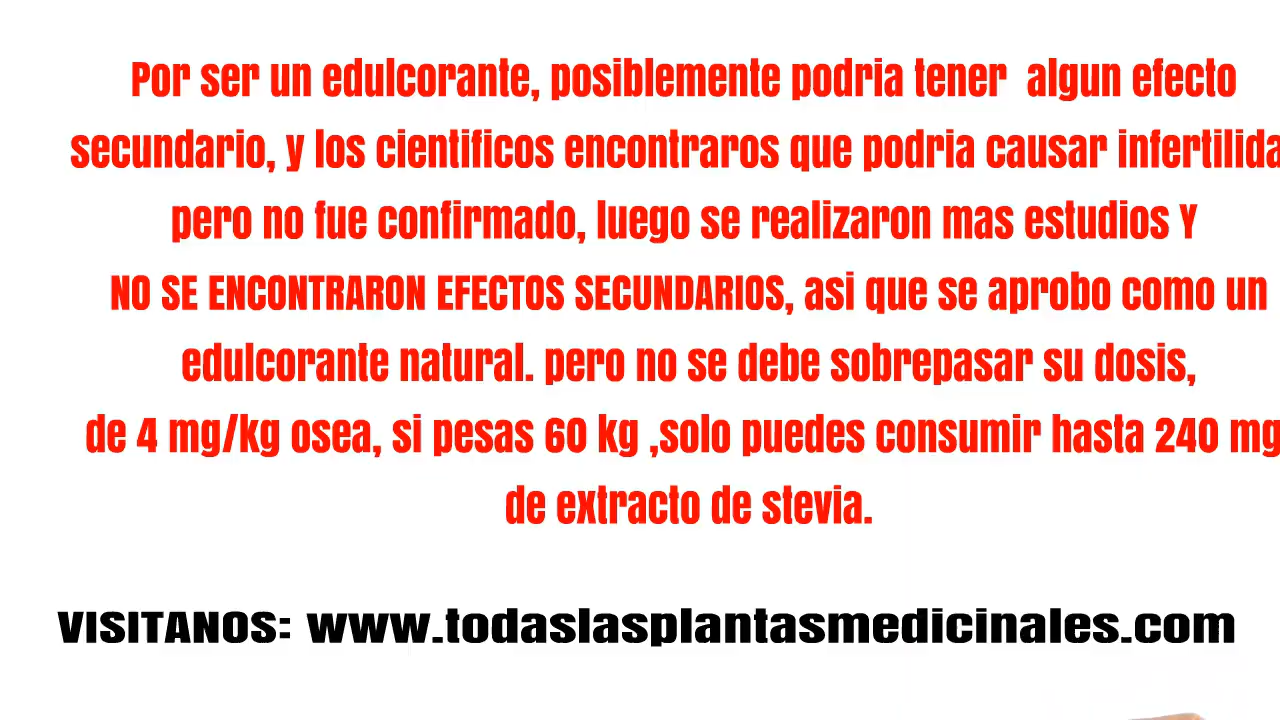 Por ser un edulcorante, posiblemente podria tener algun efecto
secundario, y los cientificos encontraros que podria causar infertilida
pero no fue confirmado, luego se realizaron mas estudios Y
NO SE ENCONTRARON EFECTOS SECUNDARIOS, asi que se aprobo como un
edulcorante natural. pero no se debe sobrepasar su dosis,
de 4 mg/kg osea, si pesas 60 kg ,solo puedes consumir hasta 240 mg
de extracto de stevia.
VISITANOS: www.todaslasplantasmedicinales.com